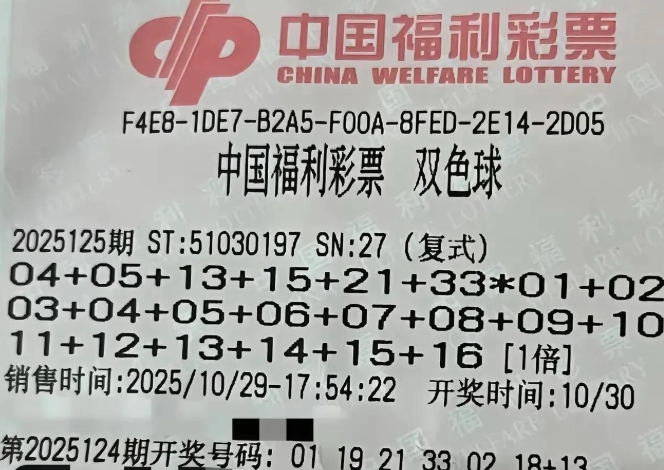 中国福利彩票
CHINA WELFARE LOTTERY
F4E8-1DE7-B2A5-F00A-8FED-2E14-2D05
中国福利彩票 双色球
2025125期 ST:51030197 SN:27 (复式)
04+05+13+15+21+33*01+02
03+04+05+06+07+08+09+10
11+12+13+14+15+16 [1倍]
销售时间:2025/10/29-17:54:22 开奖时间:10/30
第2025124期开奖号码: 01 19 21 33 02 18+13